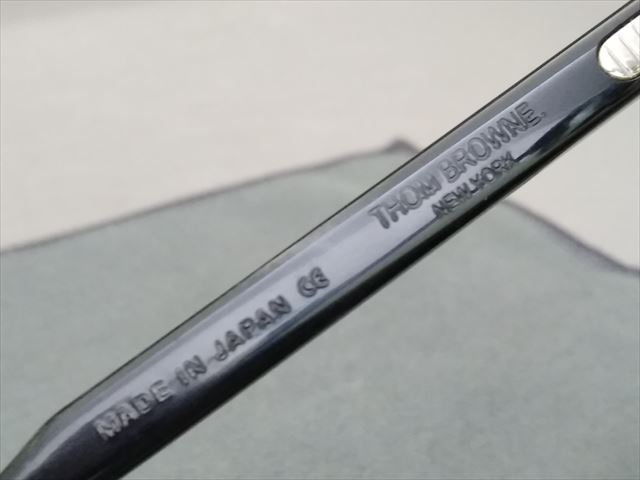 THOM BROWNE.
NEW YORK
MADE IN JAPAN CE